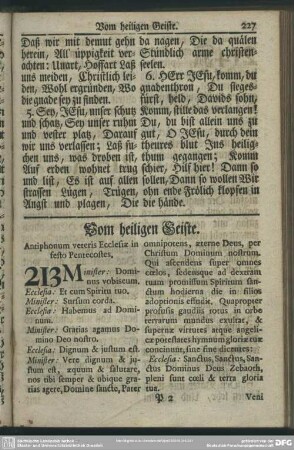 Vom heiligen Geiste. 227
Daß wir mit demut gehn
herein, All üppigkeit ver-
achten: Unart, Hoffart Laß
uns meiden, Christlich lei-
den, Wohl ergründen, Wo
die gnade sey zu finden.
5. Sey, JEsu, unser schutz
und schatz, Sey unser ruhm
und vester platz, Darauf
wir uns verlassen; Laß su-
chen uns, was droben ist,
Auf erden wohnet trug
und list, Es ist auf allen
strassen Lügen, Trügen,
Angst und plagen, Die
da nagen, Die da quälen
Stündlich arme christen-
seelen.
6. HErr JEsu, komm, du
gnadenthron, Du sieges-
fürst, held, Davids sohn,
Komm, stille das verlangen!
Du, du bist allen uns zu
gut, O JEsu, durch dein
theures blut Ins heilig-
thum gegangen; Komm
schier, Hilf hier! Dann so
sollen, Dann so wollen Wir
ohn ende Frölich klopfen in
die hände.
Vom heiligen Geiste.
Antiphonum veteris Ecclesiæ in
festo Pentecostes.
213 Minister: Domi-
nus vobiscum.
Ecclesia: Et cum Spiritu tuo.
Minister: Sursum corda.
Ecclesia: Habemus ad Domi-
num.
Minister: Gratias agamus Do-
mino Deo nostro.
Ecclesia: Dignum & justum est.
Minister: Vere dignum & ju-
stum est, æquum & salutare,
nos tibi semper & ubique gra-
tias agere, Domine sancte, Pater
omnipotens, æterne Deus, per
Christum Dominum nostrum,
Qui ascendens super omnes
cœlos, sedensque ad dextram
tuam promissum Spiritum san-
ctum hodierna die in filios
adoptionis effudit. Quapropter
profusis gaudiis totus in orbe
terrarum mundus exultat, &
supernæ virtutes atque angeli-
cæ potestates hymnum gloriæ tuæ
concinunt, sine fine dicentes:
Ecclesia: Sanctus, Sanctus, San-
ctus Dominus Deus Zebaoth,
pleni sunt cœli & terra gloria
tua.
P 2 Veni